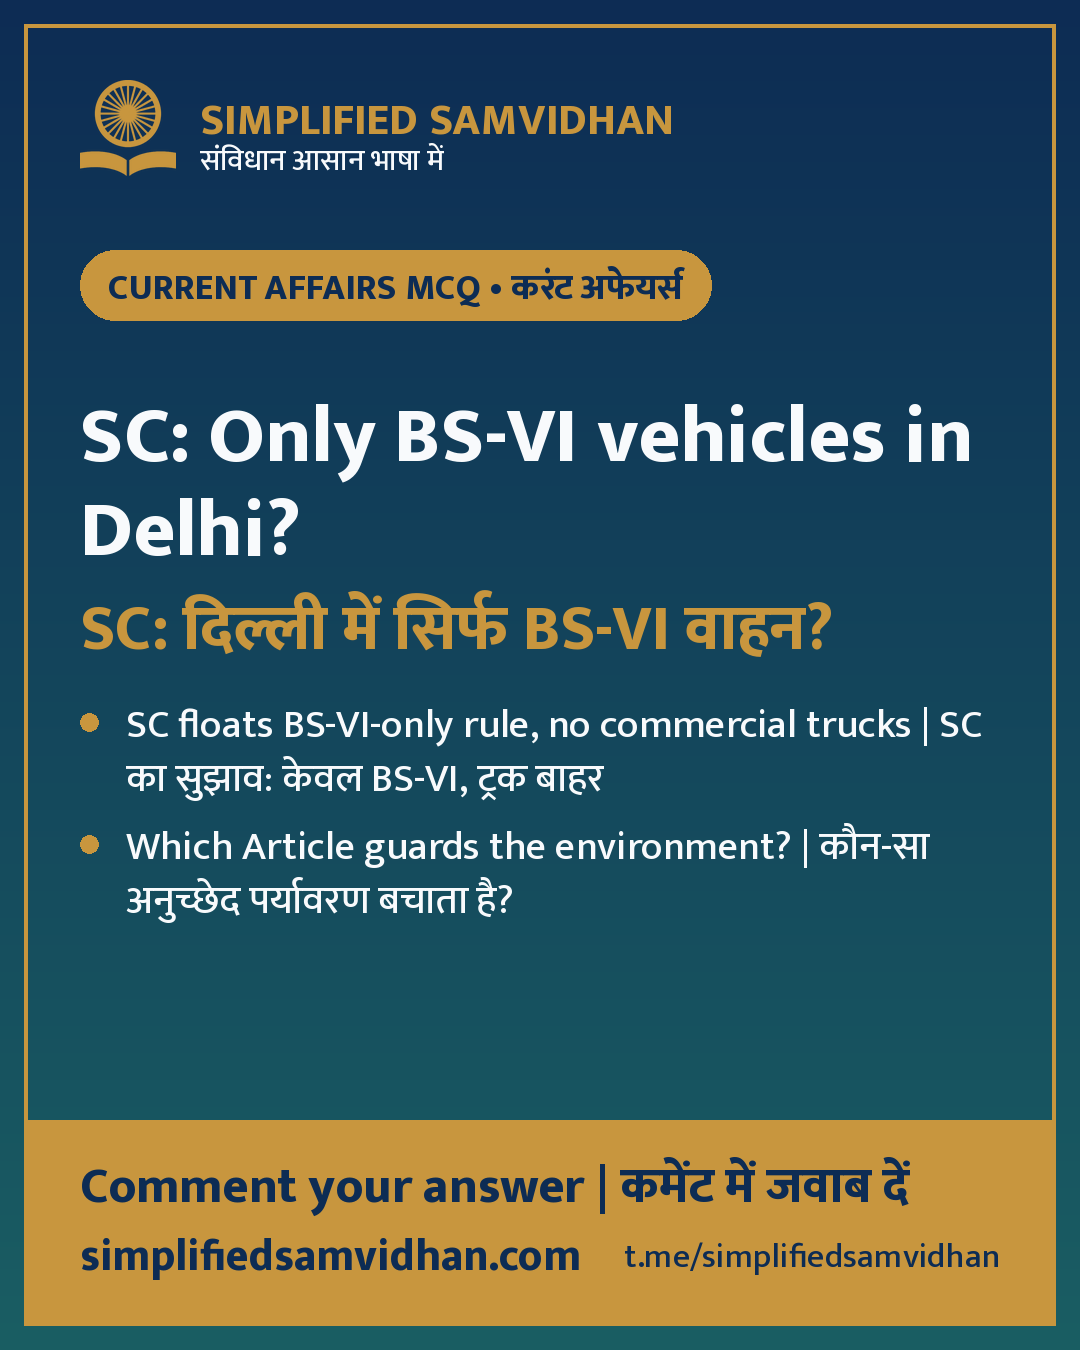 SIMPLIFIED SAMVIDHAN
संविधान आसान भाषा में
CURRENT AFFAIRS MCQ • करंट अफेयर्स
SC: Only BS-VI vehicles in
Delhi?
SC: दिल्ली में सिर्फ BS-VI वाहन?
SC floats BS-VI-only rule, no commercial trucks | SC
का सुझाव: केवल BS-VI, ट्रक बाहर
Which Article guards the environment? | कौन-सा
अनुच्छेद पर्यावरण बचाता है?
Comment your answer | कमेंट में जवाब दें
simplifiedsamvidhan.com t.me/simplifiedsamvidhan